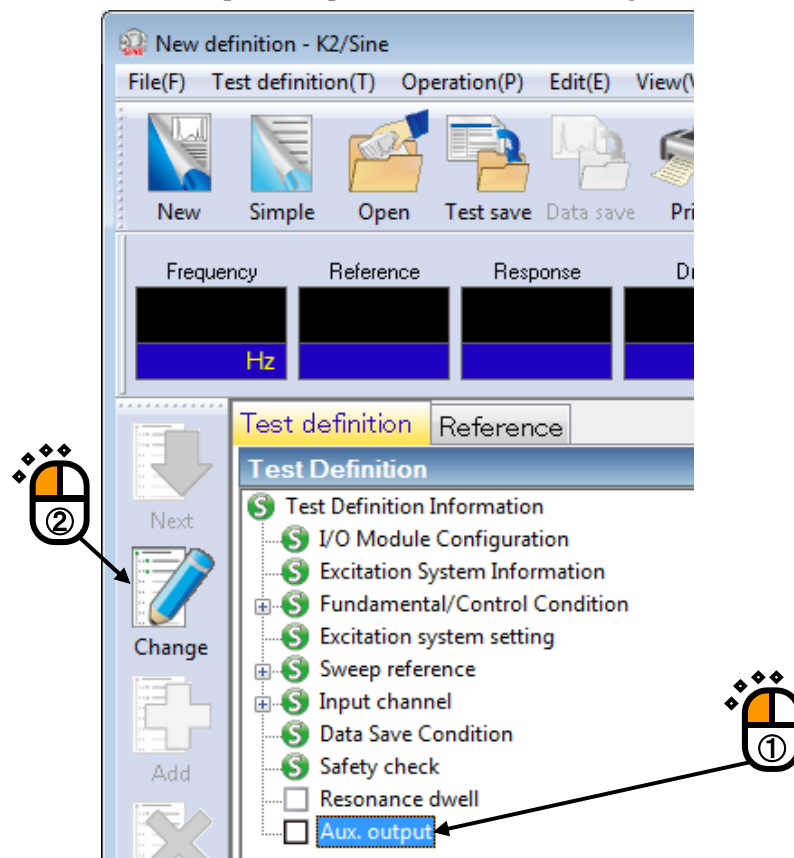 New definition - K2/Sine
File(F) Test definition(T) Operation(P) Edit(E) View(
New Simple Open Test save Data save Pri
Frequency Reference Response D
Hz
Test definition Reference
Test Definition
Test Definition Information
I/O Module Configuration
Excitation System Information
Fundamental/Control Condition
Excitation system setting
Sweep reference
Input channel
Data Save Condition
Safety check
Resonance dwell
Aux. output
Next
Change
Add
②
①